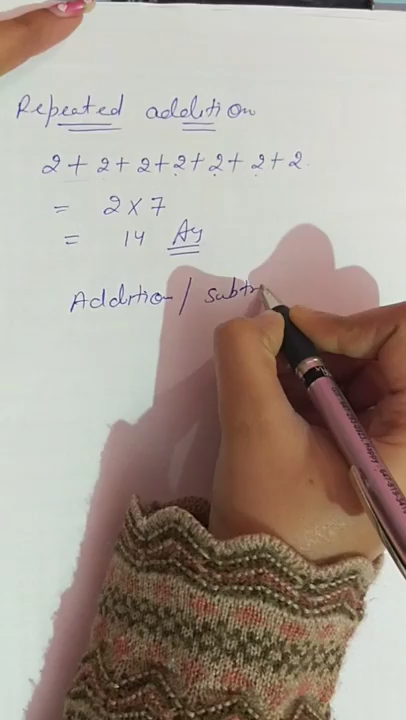 Repeated addition
2 + 2 + 2 + 2 + 2 + 2 + 2
= 2 x 7
= 14 Ay
Addition / subtr